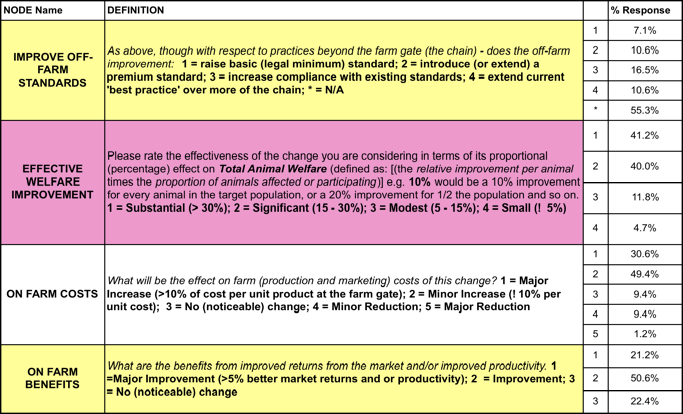 NODE Name DEFINITION % Response
IMPROVE OFF-
FARM
STANDARDS
As above, though with respect to practices beyond the farm gate (the chain) - does the off-farm
improvement: 1 = raise basic (legal minimum) standard; 2 = introduce (or extend) a
premium standard; 3 = increase compliance with existing standards; 4 = extend current
'best practice' over more of the chain; * = N/A
1 7.1%
2 10.6%
3 16.5%
4 10.6%
* 55.3%
EFFECTIVE
WELFARE
IMPROVEMENT
Please rate the effectiveness of the change you are considering in terms of its proportional
(percentage) effect on Total Animal Welfare (defined as: [(the relative improvement per animal
times the proportion of animals affected or participating)] e.g. 10% would be a 10% improvement
for every animal in the target population, or a 20% improvement for 1/2 the population and so on.
1 = Substantial (> 30%); 2 = Significant (15 - 30%); 3 = Modest (5 - 15%); 4 = Small (! 5%)
1 41.2%
2 40.0%
3 11.8%
4 4.7%
ON FARM COSTS
What will be the effect on farm (production and marketing) costs of this change? 1 = Major
Increase (>10% of cost per unit product at the farm gate); 2 = Minor Increase (! 10% per
unit cost); 3 = No (noticeable) change; 4 = Minor Reduction; 5 = Major Reduction
1 30.6%
2 49.4%
3 9.4%
4 9.4%
5 1.2%
ON FARM
BENEFITS
What are the benefits from improved returns from the market and/or improved productivity. 1
=Major Improvement (>5% better market returns and or productivity); 2 = Improvement; 3
= No (noticeable) change
1 21.2%
2 50.6%
3 22.4%